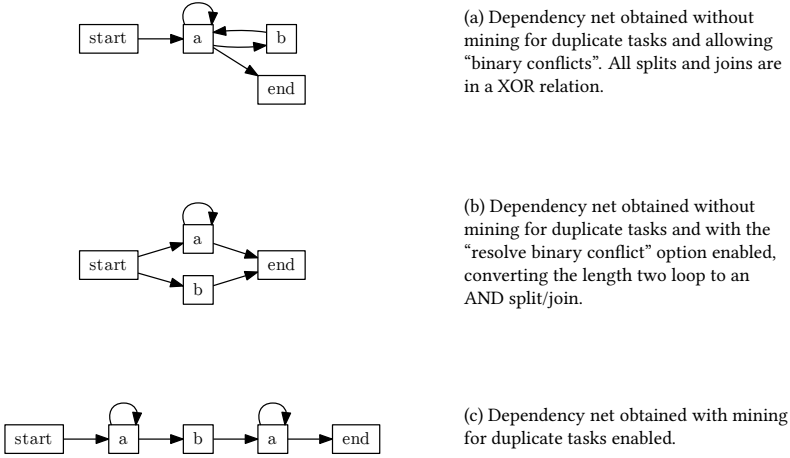 start
a
b
end
(a) Dependency net obtained without
mining for duplicate tasks and allowing
“binary conflicts”. All splits and joins are
in a XOR relation.
start
a
b
end
(b) Dependency net obtained without
mining for duplicate tasks and with the
“resolve binary conflict” option enabled,
converting the length two loop to an
AND split/join.
start
a
b
a
end
(c) Dependency net obtained with mining
for duplicate tasks enabled.